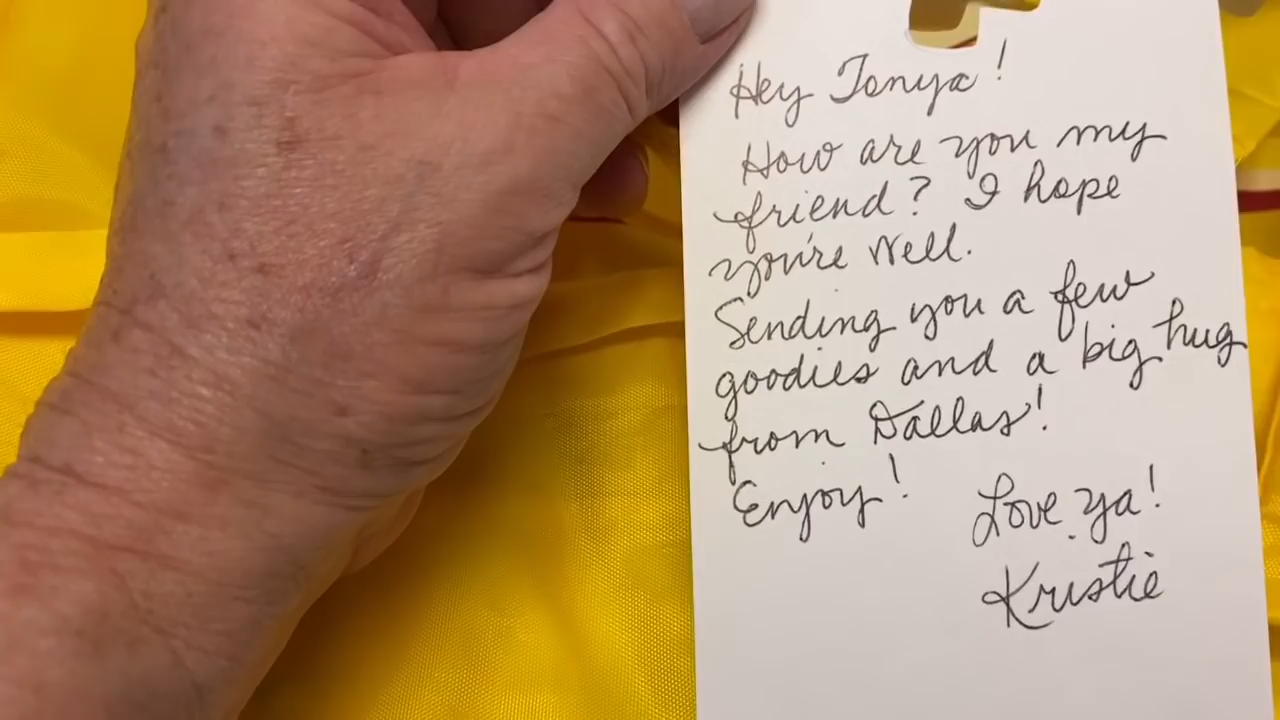 Hey Tonya!
How are you my
friend? I hope
you're well.
Sending you a few
goodies and a big hug
from Dallas!
Enjoy!
Love ya!
Kristie